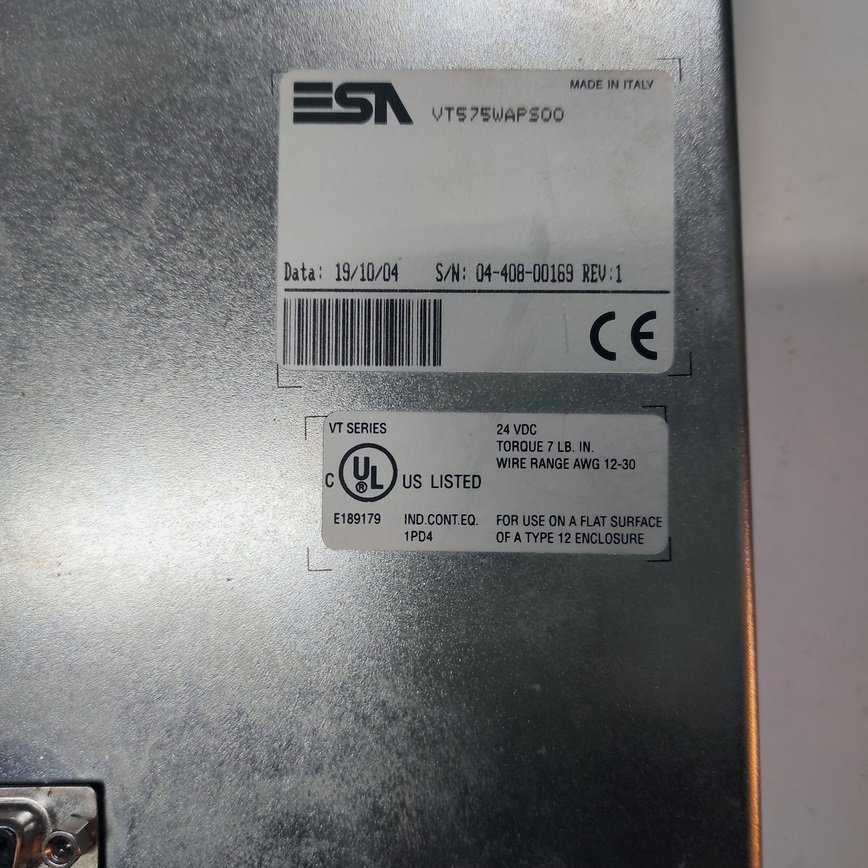 ESA
MADE IN ITALY
VT575WAPS00
Data: 19/10/04 S/N: 04-408-00169 REV:1
CE
VT SERIES
24 VDC
TORQUE 7 LB. IN.
WIRE RANGE AWG 12-30
C UL ® US LISTED
E189179
IND.CONT.EQ.
1PD4
FOR USE ON A FLAT SURFACE
OF A TYPE 12 ENCLOSURE